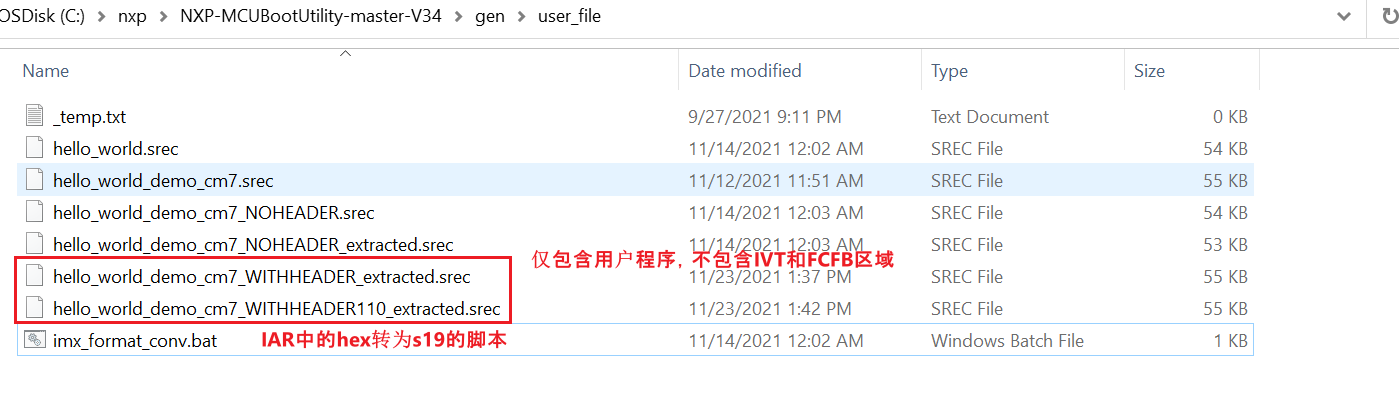 OSDisk (C:) > nxp > NXP-MCUBootUtility-master-V34 > gen > user_file
Name Date modified Type Size
_temp.txt 9/27/2021 9:11 PM Text Document 0 KB
hello_world.srec 11/14/2021 12:02 AM SREC File 54 KB
hello_world_demo_cm7.srec 11/12/2021 11:51 AM SREC File 55 KB
hello_world_demo_cm7_NOHEADER.srec 11/14/2021 12:03 AM SREC File 54 KB
hello_world_demo_cm7_NOHEADER_extracted.srec 11/14/2021 12:03 AM SREC File 53 KB
仅包含用户程序, 不包含IVT和FCFB区域
hello_world_demo_cm7_WITHHEADER_extracted.srec 11/23/2021 1:37 PM SREC File 55 KB
hello_world_demo_cm7_WITHHEADER110_extracted.srec 11/23/2021 1:42 PM SREC File 55 KB
imx_format_conv.bat IAR中的hex转为s19的脚本 11/14/2021 12:02 AM Windows Batch File 1 KB